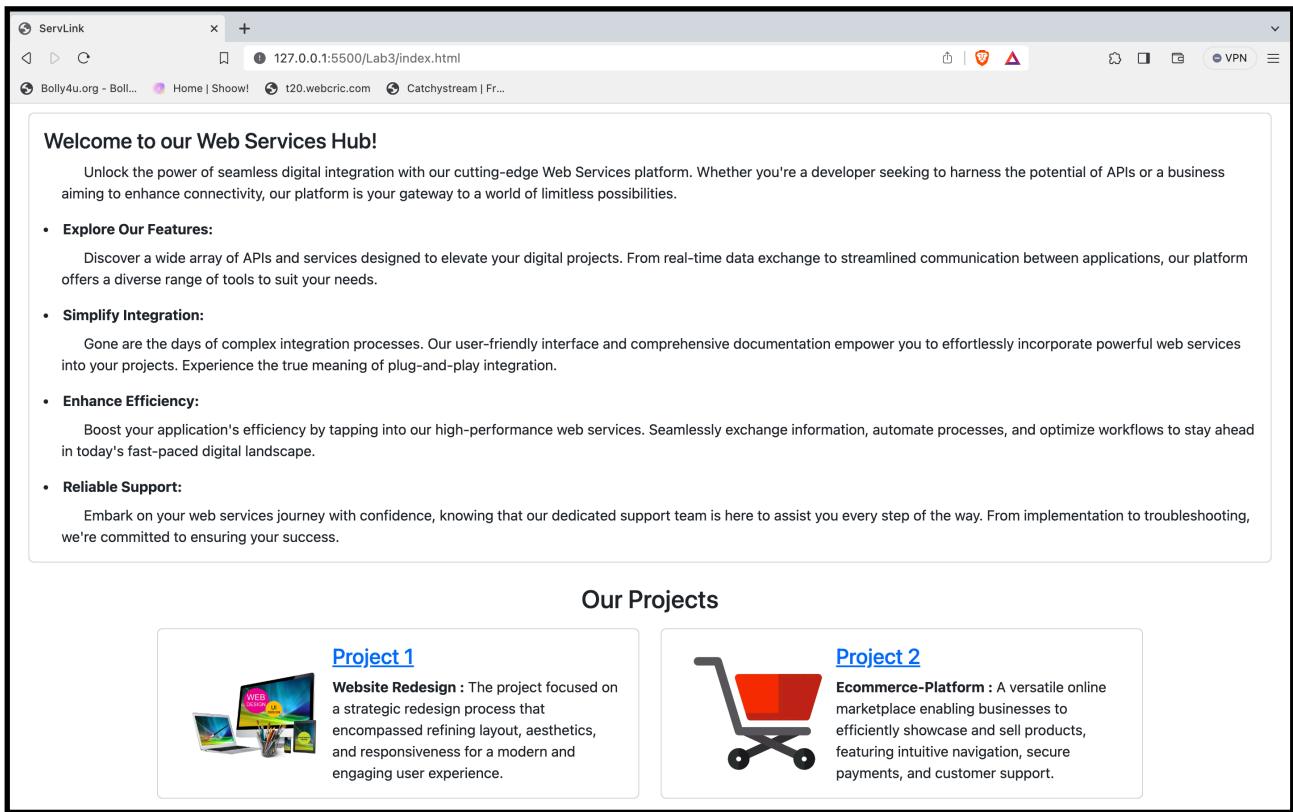 ServLink
127.0.0.1:5500/Lab3/index.html
VPN
Bolly4u.org - Boll...
Home | Shoow!
t20.webcric.com
Catchystream | Fr...
Welcome to our Web Services Hub!
Unlock the power of seamless digital integration with our cutting-edge Web Services platform. Whether you're a developer seeking to harness the potential of APIs or a business
aiming to enhance connectivity, our platform is your gateway to a world of limitless possibilities.
• Explore Our Features:
Discover a wide array of APIs and services designed to elevate your digital projects. From real-time data exchange to streamlined communication between applications, our platform
offers a diverse range of tools to suit your needs.
• Simplify Integration:
Gone are the days of complex integration processes. Our user-friendly interface and comprehensive documentation empower you to effortlessly incorporate powerful web services
into your projects. Experience the true meaning of plug-and-play integration.
• Enhance Efficiency:
Boost your application's efficiency by tapping into our high-performance web services. Seamlessly exchange information, automate processes, and optimize workflows to stay ahead
in today's fast-paced digital landscape.
• Reliable Support:
Embark on your web services journey with confidence, knowing that our dedicated support team is here to assist you every step of the way. From implementation to troubleshooting,
we're committed to ensuring your success.
Our Projects
WEB
DESIGN
UI
Project 1
Website Redesign : The project focused on
a strategic redesign process that
encompassed refining layout, aesthetics,
and responsiveness for a modern and
engaging user experience.
Project 2
Ecommerce-Platform : A versatile online
marketplace enabling businesses to
efficiently showcase and sell products,
featuring intuitive navigation, secure
payments, and customer support.